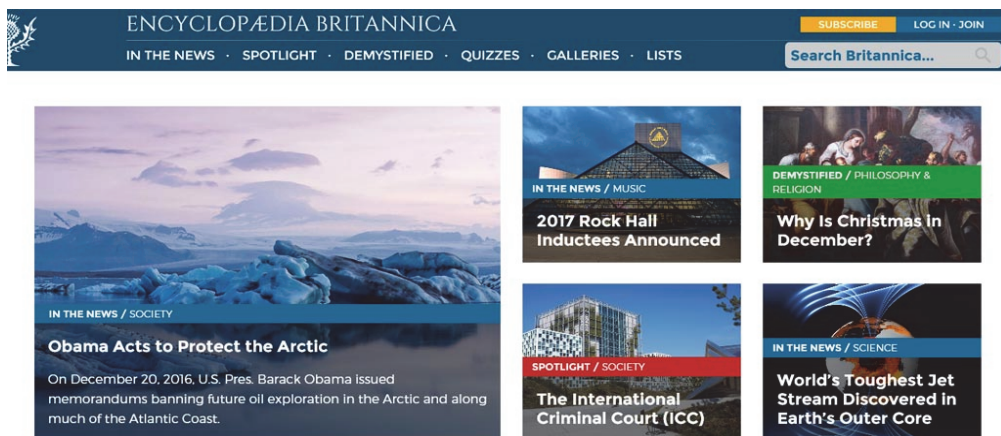 ENCYCLOPÆDIA BRITANNICA
SUBSCRIBE
LOG IN · JOIN
IN THE NEWS · SPOTLIGHT · DEMYSTIFIED · QUIZZES · GALLERIES · LISTS
Search Britannica...
IN THE NEWS / SOCIETY
Obama Acts to Protect the Arctic
On December 20, 2016, U.S. Pres. Barack Obama issued
memorandums banning future oil exploration in the Arctic and along
much of the Atlantic Coast.
IN THE NEWS / MUSIC
2017 Rock Hall
Inductees Announced
DEMYSTIFIED / PHILOSOPHY &
RELIGION
Why Is Christmas in
December?
SPOTLIGHT / SOCIETY
The International
Criminal Court (ICC)
IN THE NEWS / SCIENCE
World's Toughest Jet
Stream Discovered in
Earth's Outer Core